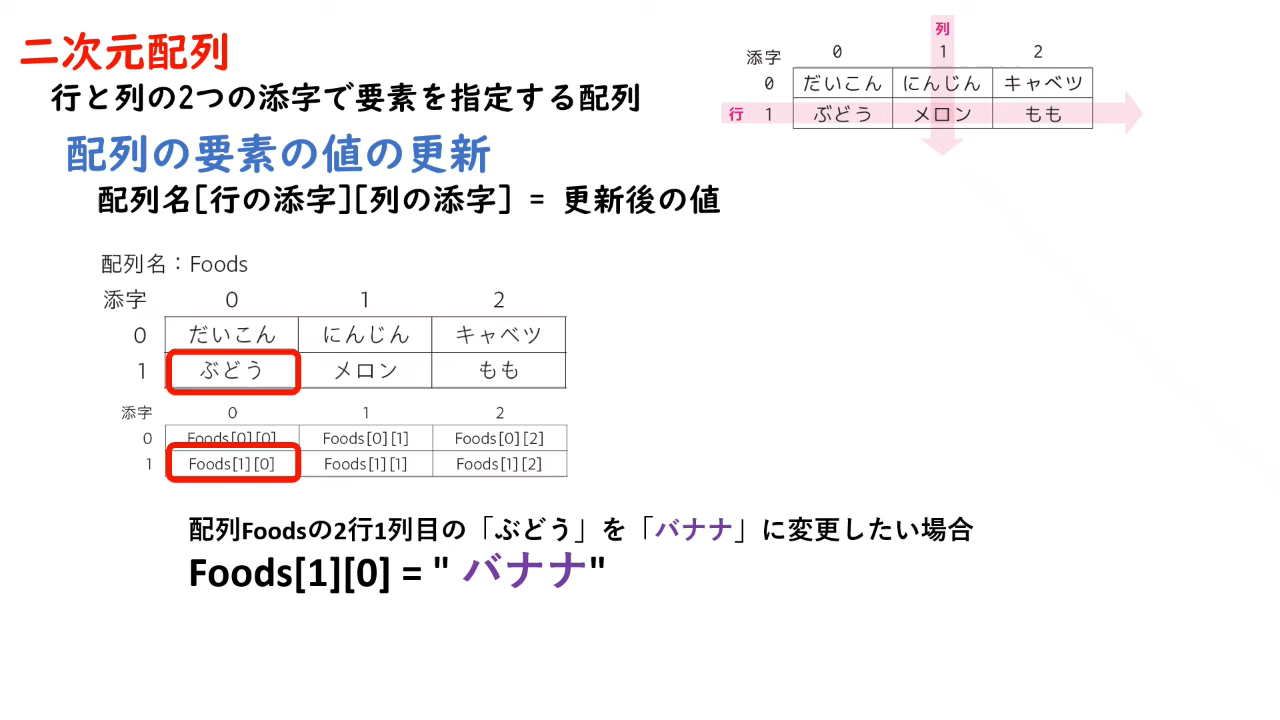 二次元配列
行と列の2つの添字で要素を指定する配列
列
添字 0 1 2
0 だいこん にんじん キャベツ
行 1 ぶどう メロン もも
配列の要素の値の更新
配列名[行の添字][列の添字] = 更新後の値
配列名：Foods
添字 0 1 2
0 だいこん にんじん キャベツ
1 ぶどう メロン もも
添字 0 1 2
0 Foods[0][0] Foods[0][1] Foods[0][2]
1 Foods[1][0] Foods[1][1] Foods[1][2]
配列Foodsの2行1列目の「ぶどう」を「バナナ」に変更したい場合
Foods[1][0] = " バナナ"